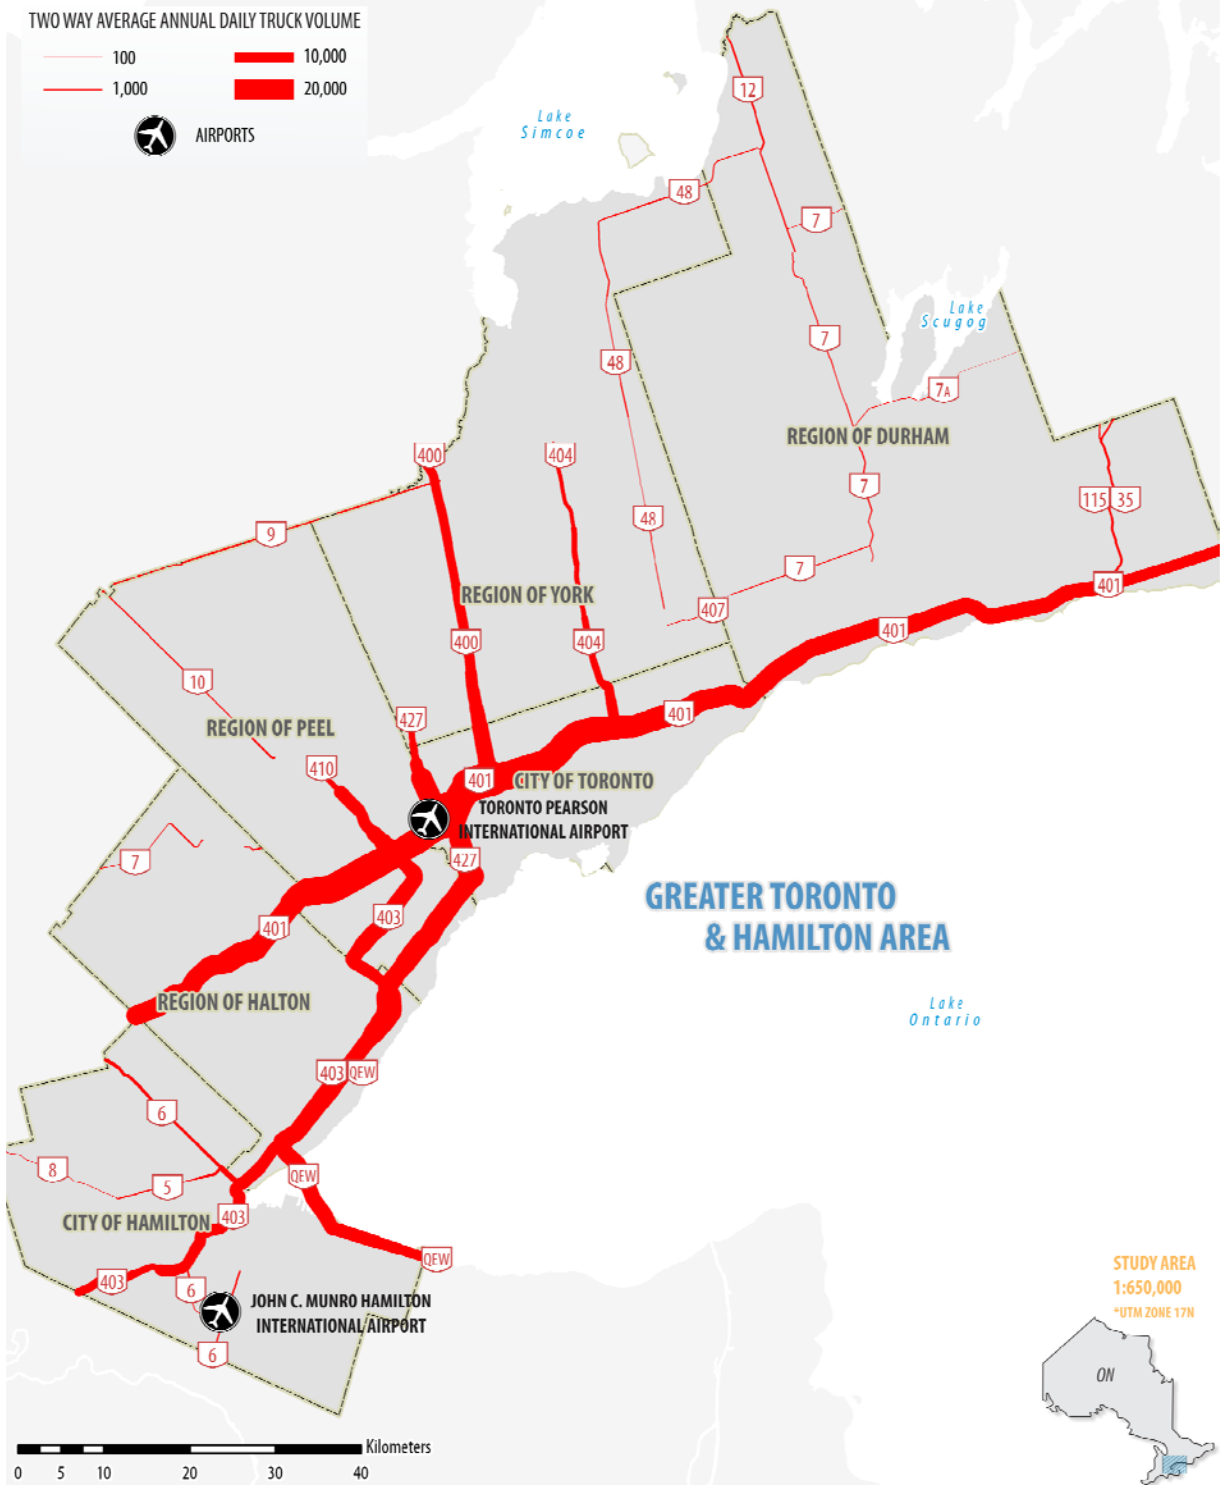 TWO WAY AVERAGE ANNUAL DAILY TRUCK VOLUME
100
10,000
1,000
20,000
AIRPORTS
Lake
Simcoe
12
48
7
Lake
Scugog
7
48
7A
REGION OF DURHAM
400
404
7
115 35
48
9
7
401
REGION OF YORK
407
401
400
404
10
REGION OF PEEL
427
401
410
401
CITY OF TORONTO
TORONTO PEARSON
INTERNATIONAL AIRPORT
427
7
GREATER TORONTO
& HAMILTON AREA
403
401
REGION OF HALTON
Lake
Ontario
403 QEW
6
8
5
QEW
CITY OF HAMILTON
403
QEW
403
6
JOHN C. MUNRO HAMILTON
INTERNATIONAL AIRPORT
6
STUDY AREA
1:650,000
*UTM ZONE 17N
ON
Kilometers
0 5 10 20 30 40